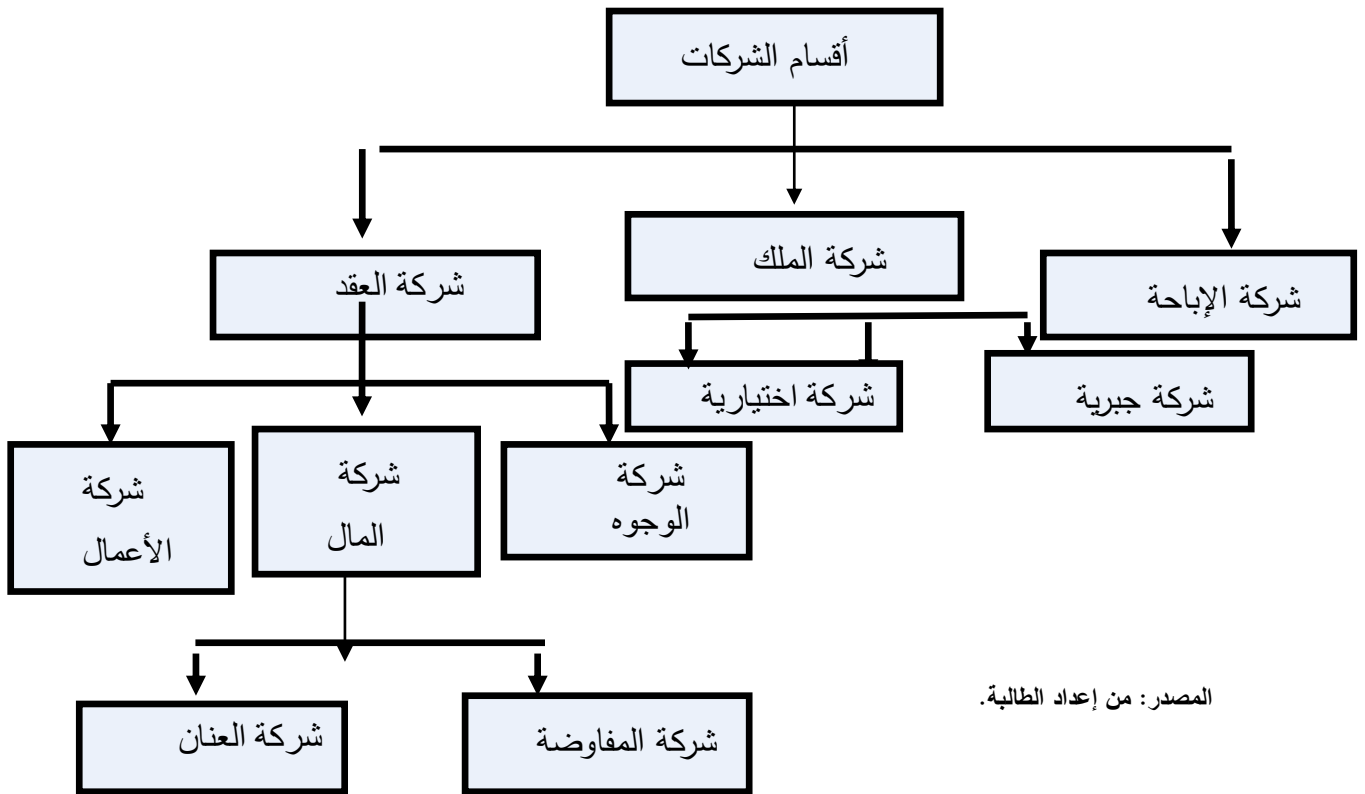 أقسام الشركات
شركة الإباحة
شركة الملك
شركة العقد
شركة جبرية
شركة اختيارية
شركة
الوجوه
شركة
المال
شركة
الأعمال
شركة المفاوضة
شركة العنان
المصدر: من إعداد الطالبة.